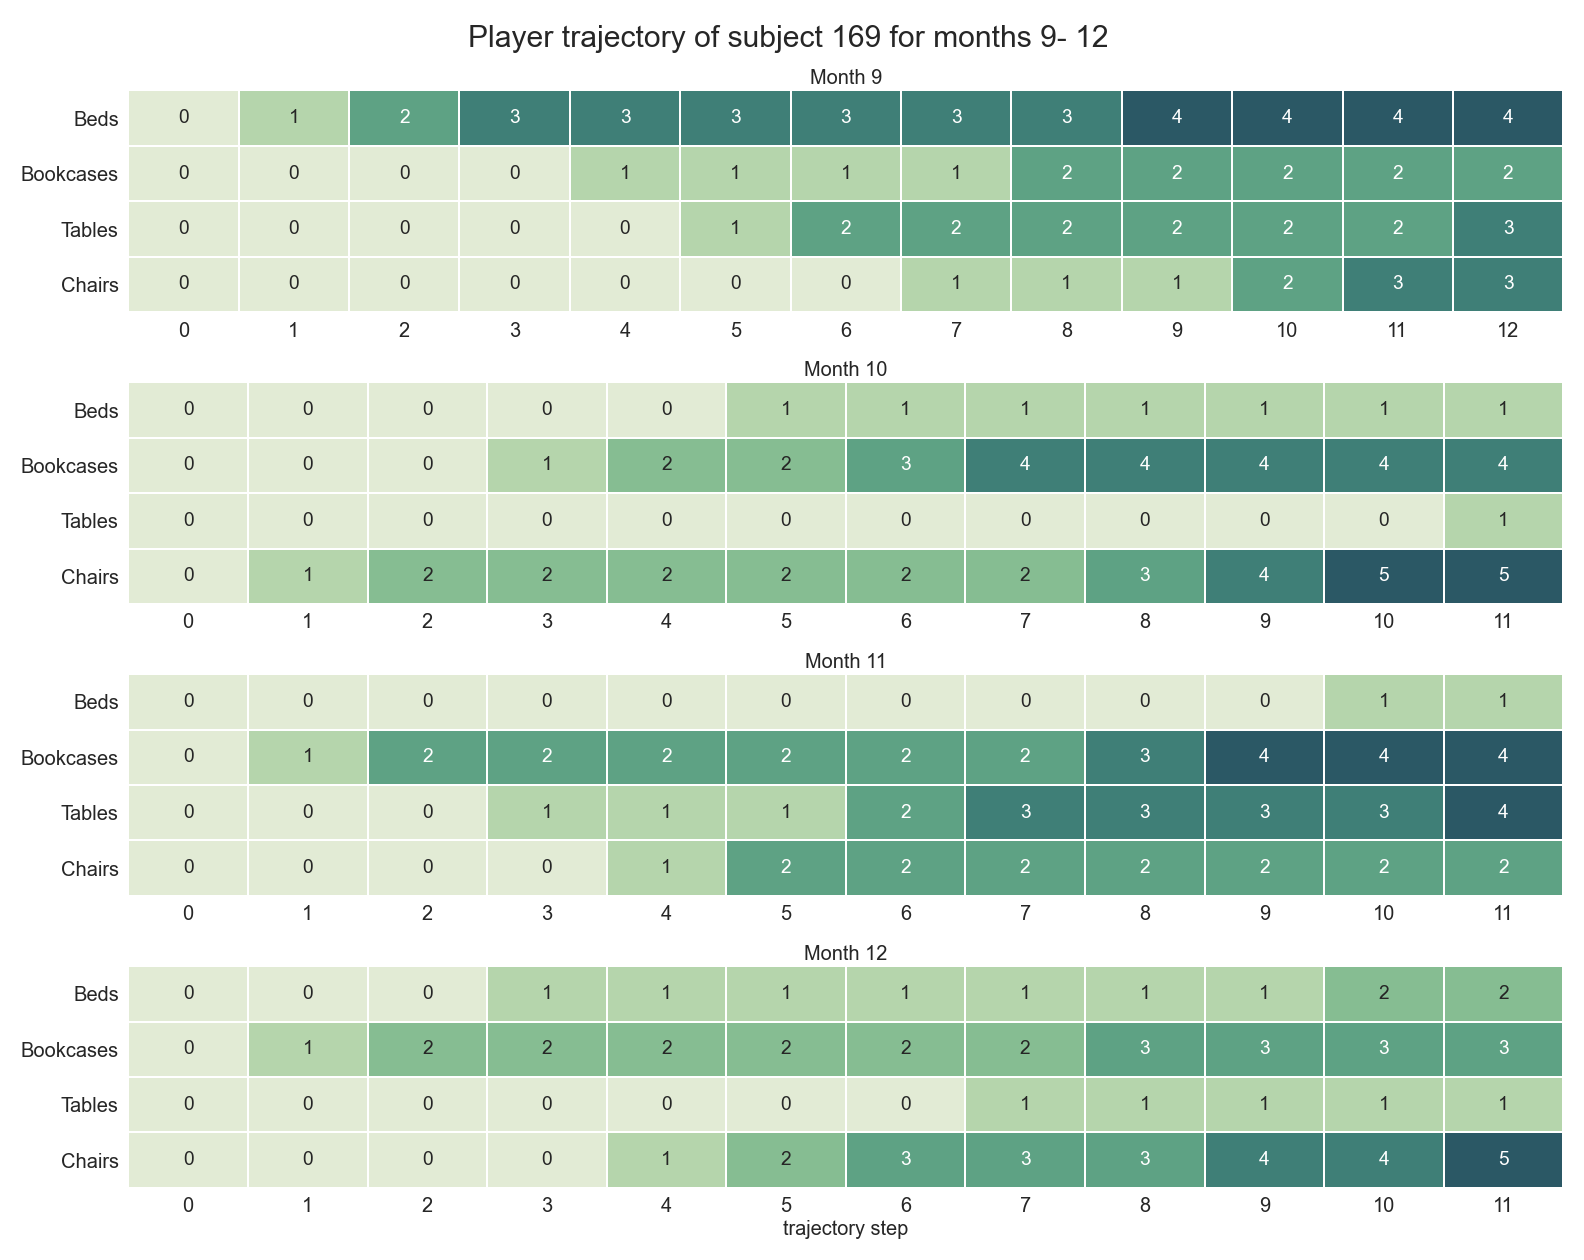 Player trajectory of subject 169 for months 9- 12
Month 9
Beds 0 1 2 3 3 3 3 3 3 4 4 4 4
Bookcases 0 0 0 0 1 1 1 1 2 2 2 2 2
Tables 0 0 0 0 0 1 2 2 2 2 2 2 3
Chairs 0 0 0 0 0 0 0 1 1 1 2 3 3
0 1 2 3 4 5 6 7 8 9 10 11 12
Month 10
Beds 0 0 0 0 0 1 1 1 1 1 1 1
Bookcases 0 0 0 1 2 2 3 4 4 4 4 4
Tables 0 0 0 0 0 0 0 0 0 0 0 1
Chairs 0 1 2 2 2 2 2 2 3 4 5 5
0 1 2 3 4 5 6 7 8 9 10 11
Month 11
Beds 0 0 0 0 0 0 0 0 0 0 1 1
Bookcases 0 1 2 2 2 2 2 2 3 4 4 4
Tables 0 0 0 1 1 1 2 3 3 3 3 4
Chairs 0 0 0 0 1 2 2 2 2 2 2 2
0 1 2 3 4 5 6 7 8 9 10 11
Month 12
Beds 0 0 0 1 1 1 1 1 1 1 2 2
Bookcases 0 1 2 2 2 2 2 2 3 3 3 3
Tables 0 0 0 0 0 0 0 1 1 1 1 1
Chairs 0 0 0 0 1 2 3 3 3 4 4 5
0 1 2 3 4 5 6 7 8 9 10 11
trajectory step